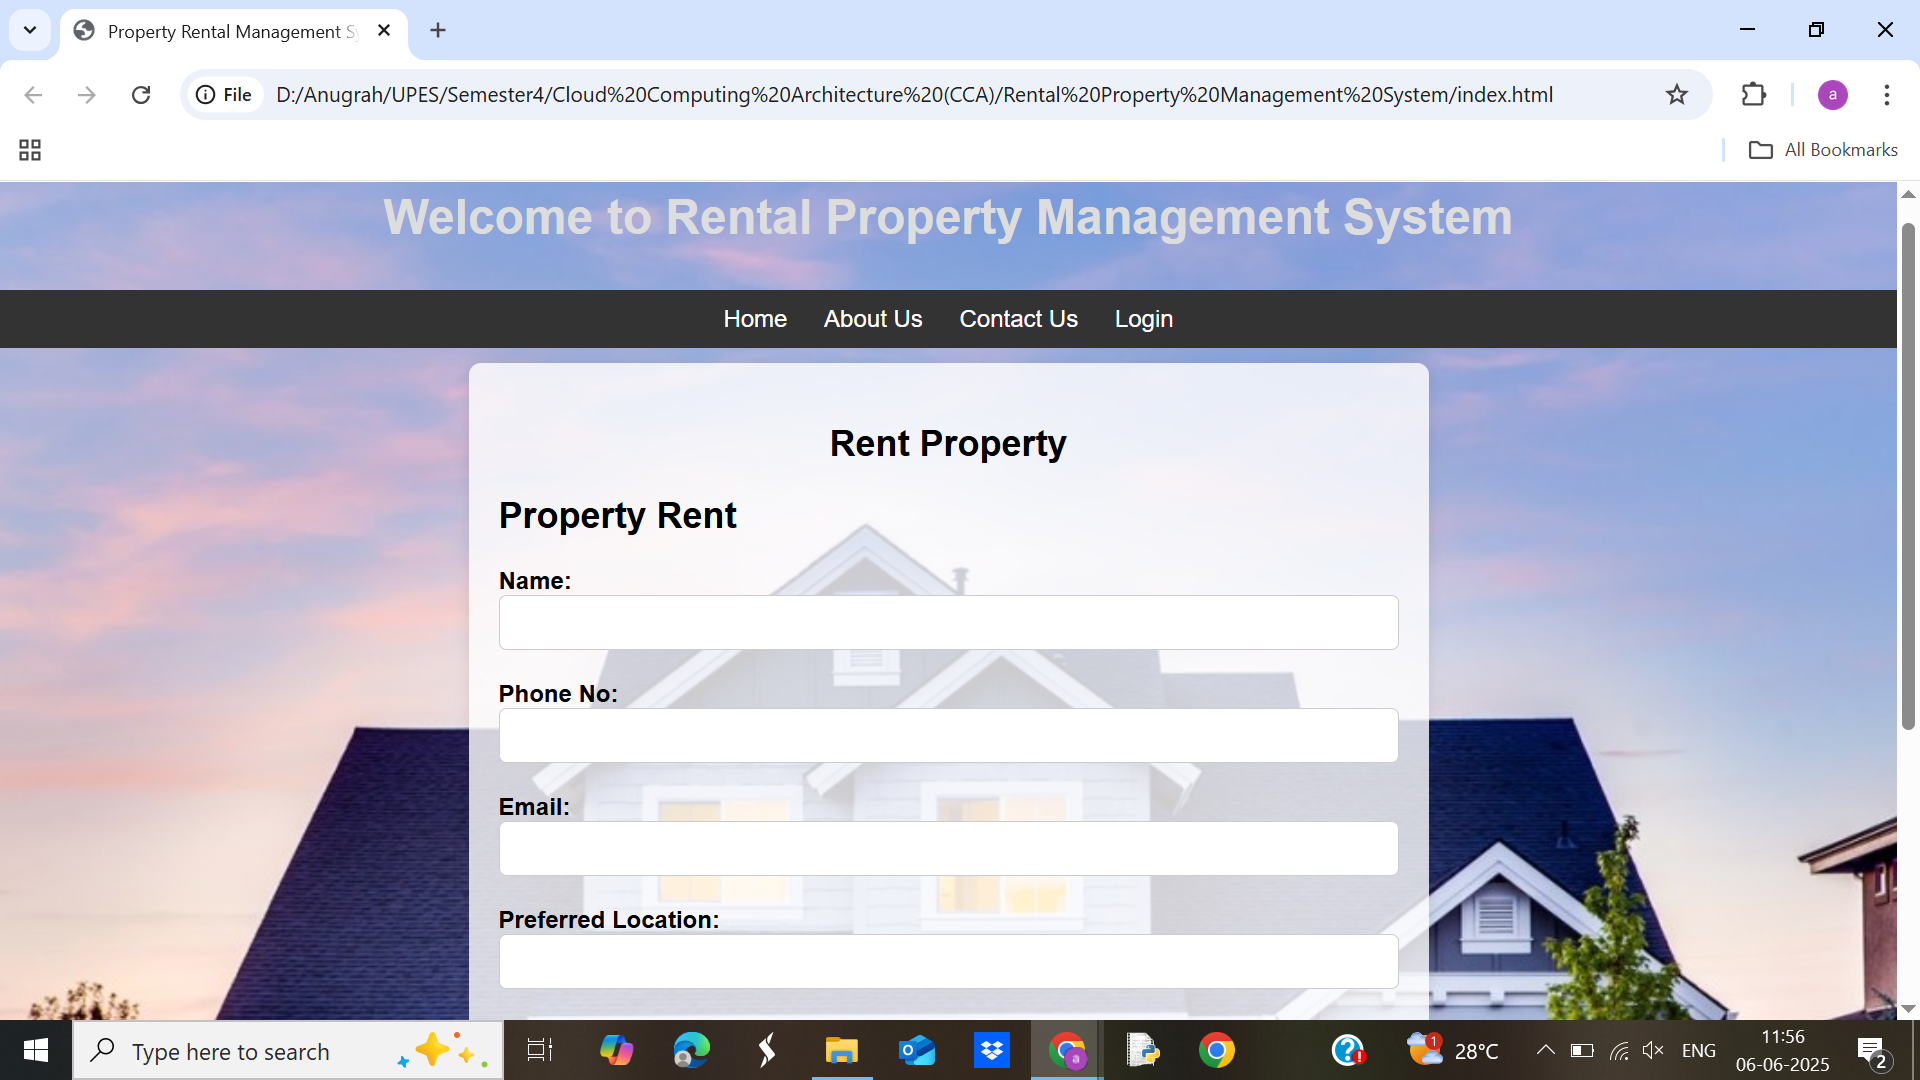 Property Rental Management Sy
File
D:/Anugrah/UPES/Semester4/Cloud%20Computing%20Architecture%20(CCA)/Rental%20Property%20Management%20System/index.html
a
All Bookmarks
Welcome to Rental Property Management System
Home About Us Contact Us Login
Rent Property
Property Rent
Name:
Phone No:
Email:
Preferred Location:
Type here to search
a
1
28°C
ENG
11:56
06-06-2025
2